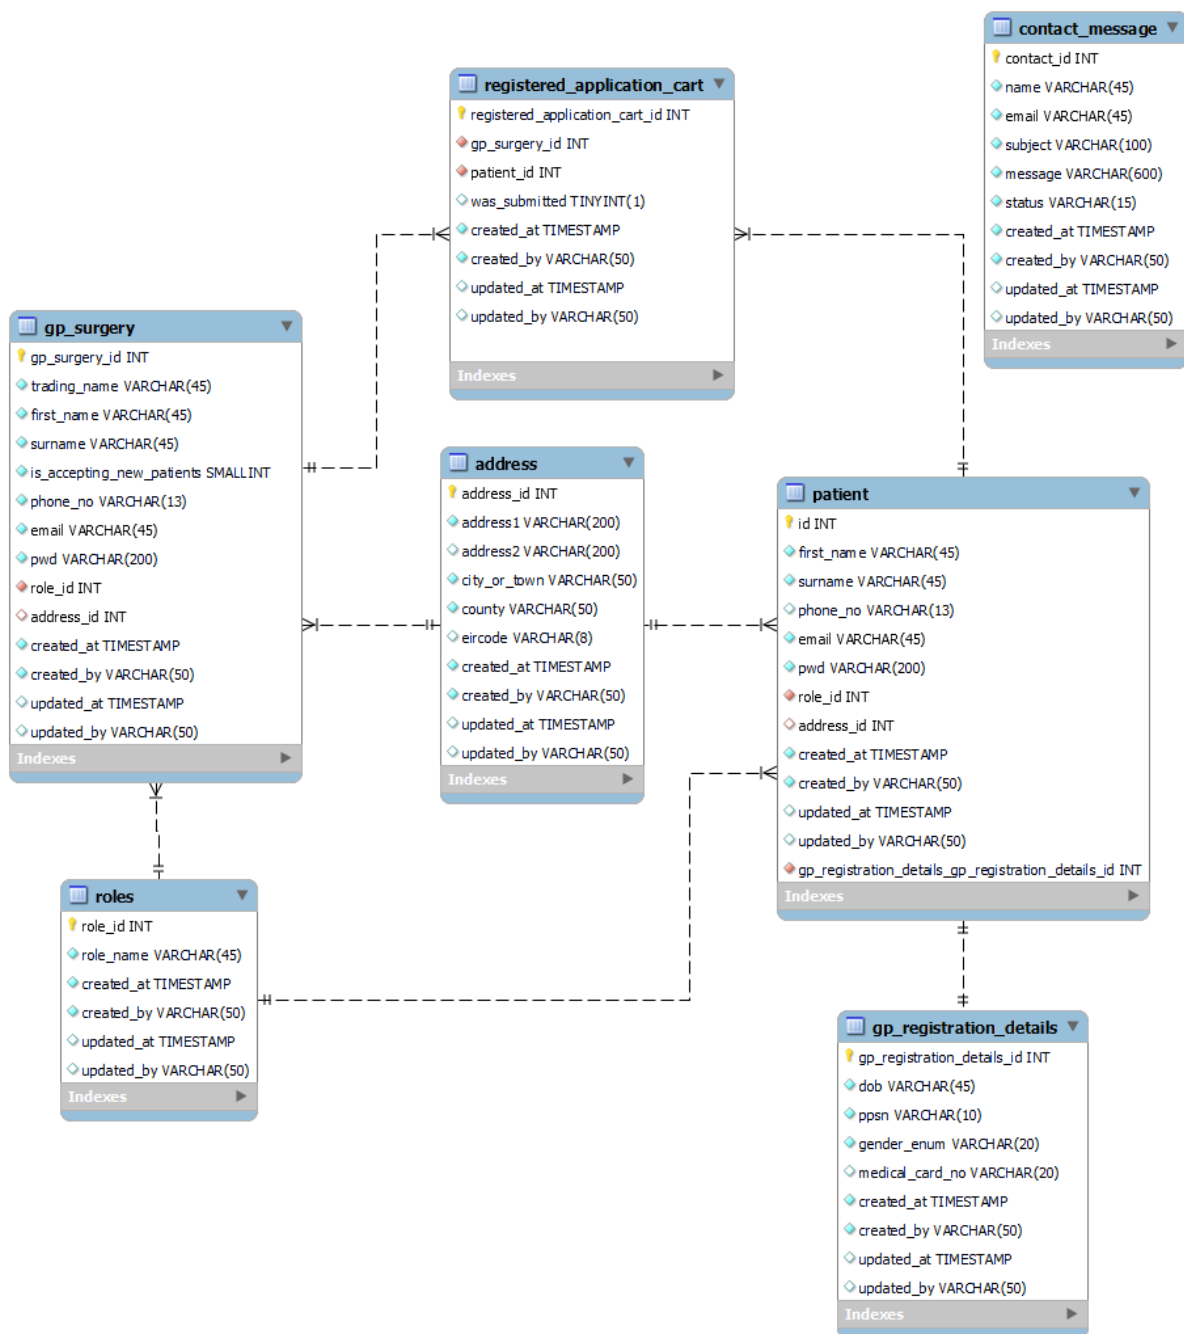 contact_message
contact_id INT
name VARCHAR(45)
email VARCHAR(45)
subject VARCHAR(100)
message VARCHAR(600)
status VARCHAR(15)
created_at TIMESTAMP
created_by VARCHAR(50)
updated_at TIMESTAMP
updated_by VARCHAR(50)
Indexes
registered_application_cart
registered_application_cart_id INT
gp_surgery_id INT
patient_id INT
was_submitted TINYINT(1)
created_at TIMESTAMP
created_by VARCHAR(50)
updated_at TIMESTAMP
updated_by VARCHAR(50)
Indexes
gp_surgery
gp_surgery_id INT
trading_name VARCHAR(45)
first_name VARCHAR(45)
surname VARCHAR(45)
is_accepting_new_patients SMALLINT
phone_no VARCHAR(13)
email VARCHAR(45)
pwd VARCHAR(200)
role_id INT
address_id INT
created_at TIMESTAMP
created_by VARCHAR(50)
updated_at TIMESTAMP
updated_by VARCHAR(50)
Indexes
address
address_id INT
address1 VARCHAR(200)
address2 VARCHAR(200)
city_or_town VARCHAR(50)
county VARCHAR(50)
eircode VARCHAR(8)
created_at TIMESTAMP
created_by VARCHAR(50)
updated_at TIMESTAMP
updated_by VARCHAR(50)
Indexes
patient
id INT
first_name VARCHAR(45)
surname VARCHAR(45)
phone_no VARCHAR(13)
email VARCHAR(45)
pwd VARCHAR(200)
role_id INT
address_id INT
created_at TIMESTAMP
created_by VARCHAR(50)
updated_at TIMESTAMP
updated_by VARCHAR(50)
gp_registration_details_gp_registration_details_id INT
Indexes
roles
role_id INT
role_name VARCHAR(45)
created_at TIMESTAMP
created_by VARCHAR(50)
updated_at TIMESTAMP
updated_by VARCHAR(50)
Indexes
gp_registration_details
gp_registration_details_id INT
dob VARCHAR(45)
ppsn VARCHAR(10)
gender_enum VARCHAR(20)
medical_card_no VARCHAR(20)
created_at TIMESTAMP
created_by VARCHAR(50)
updated_at TIMESTAMP
updated_by VARCHAR(50)
Indexes